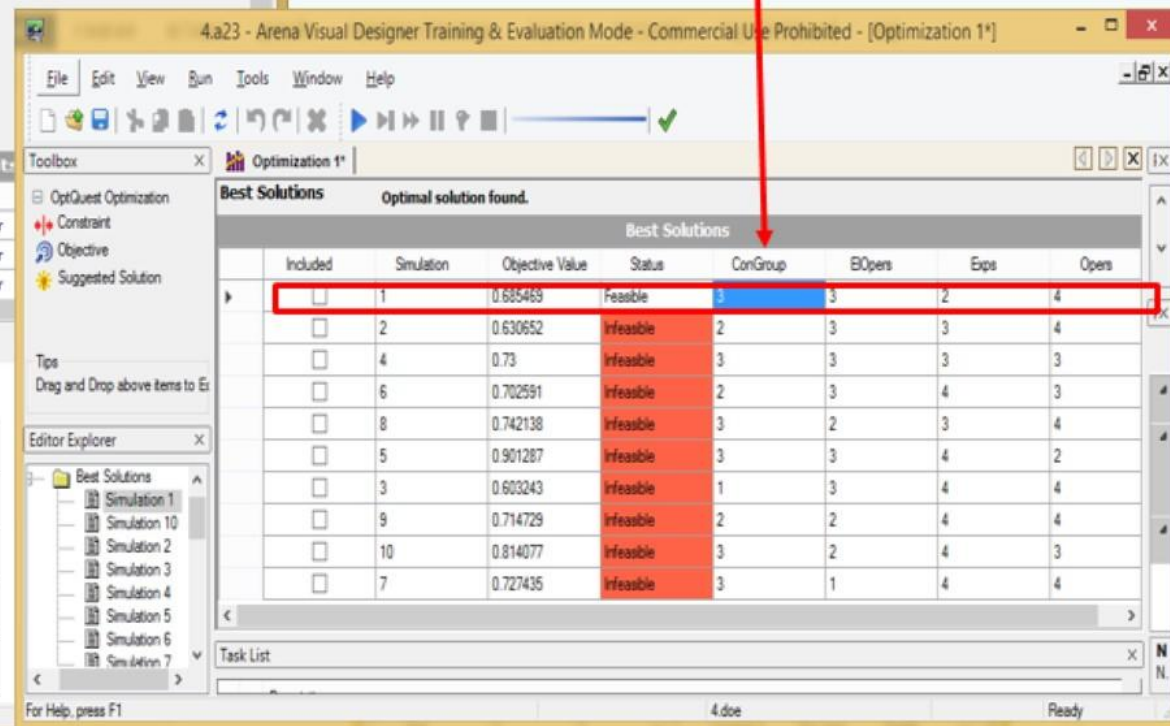 4.a23 - Arena Visual Designer Training & Evaluation Mode - Commercial Use Prohibited - [Optimization 1*]
File Edit View Run Tools Window Help
Toolbox
OptQuest Optimization
Constraint
Objective
Suggested Solution
Tips
Drag and Drop above items to Ex
Editor Explorer
Best Solutions
Simulation 1
Simulation 10
Simulation 2
Simulation 3
Simulation 4
Simulation 5
Simulation 6
Simulation 7
Optimization 1*
Best Solutions Optimal solution found.
Best Solutions
Included Simulation Objective Value Status ConGroup ElOpers Exps Opers
1 0.685469 Feasible 3 3 2 4
2 0.630652 Infeasible 2 3 3 4
4 0.73 Infeasible 3 3 3 3
6 0.702591 Infeasible 2 3 4 3
8 0.742138 Infeasible 3 2 3 4
5 0.901287 Infeasible 3 3 4 2
3 0.603243 Infeasible 1 3 4 4
9 0.714729 Infeasible 2 2 4 4
10 0.814077 Infeasible 3 2 4 3
7 0.727435 Infeasible 3 1 4 4
Task List
For Help, press F1 4.doe Ready